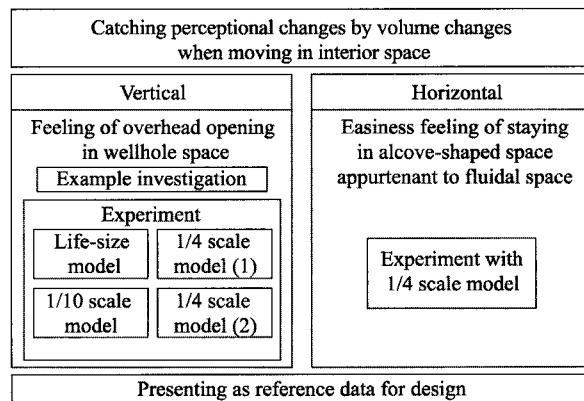 Catching perceptional changes by volume changes
when moving in interior space
Vertical
Feeling of overhead opening
in wellhole space
Example investigation
Experiment
Life-size
model
1/4 scale
model (1)
1/10 scale
model
1/4 scale
model (2)
Horizontal
Easiness feeling of staying
in alcove-shaped space
appurtenant to fluidal space
Experiment with
1/4 scale model
Presenting as reference data for design